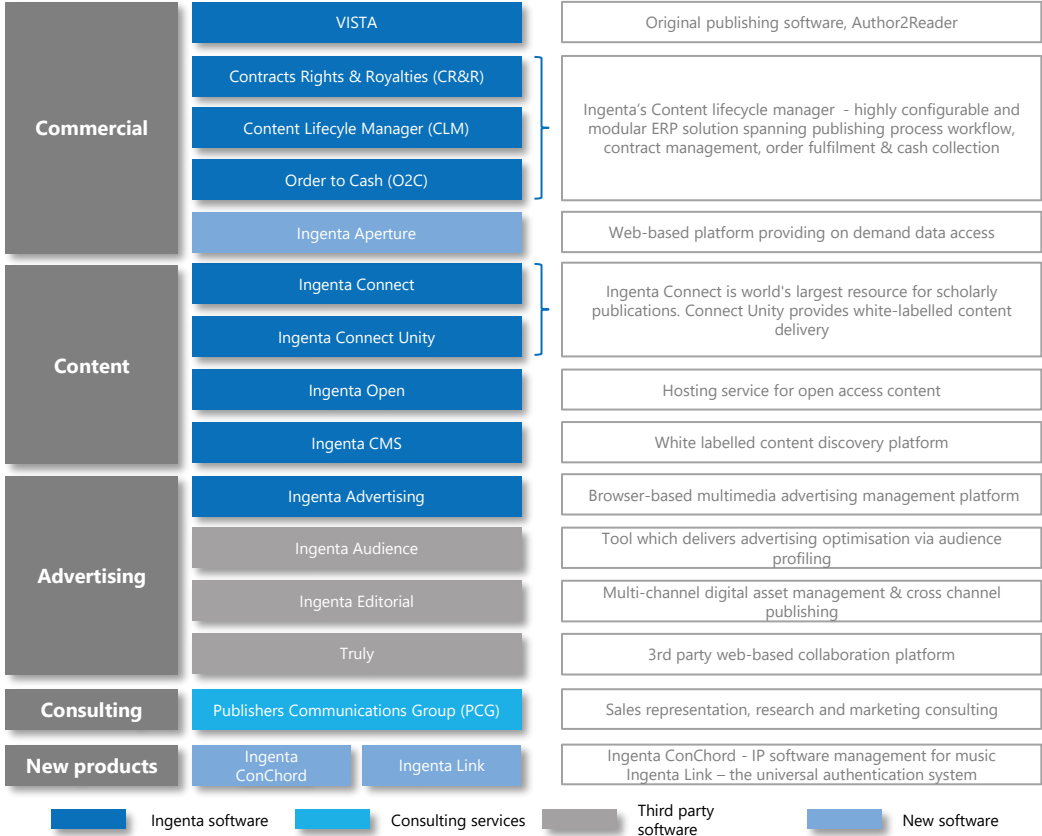 VISTA
Original publishing software, Author2Reader
Commercial
Contracts Rights & Royalties (CR&R)
Content Lifecyle Manager (CLM)
Order to Cash (O2C)
Ingenta's Content lifecycle manager - highly configurable and
modular ERP solution spanning publishing process workflow,
contract management, order fulfilment & cash collection
Ingenta Aperture
Web-based platform providing on demand data access
Content
Ingenta Connect
Ingenta Connect Unity
Ingenta Connect is world's largest resource for scholarly
publications. Connect Unity provides white-labelled content
delivery
Ingenta Open
Hosting service for open access content
Ingenta CMS
White labelled content discovery platform
Advertising
Ingenta Advertising
Browser-based multimedia advertising management platform
Ingenta Audience
Tool which delivers advertising optimisation via audience
profiling
Ingenta Editorial
Multi-channel digital asset management & cross channel
publishing
Truly
3rd party web-based collaboration platform
Consulting
Publishers Communications Group (PCG)
Sales representation, research and marketing consulting
New products
Ingenta
ConChord
Ingenta Link
Ingenta ConChord - IP software management for music
Ingenta Link – the universal authentication system
Ingenta software
Consulting services
Third party
software
New software